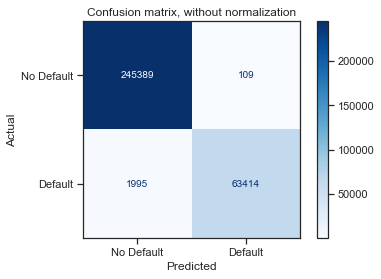 Confusion matrix, without normalization
No Default
245389
109
Default
1995
63414
No Default
Default
Predicted
Actual
200000
150000
100000
50000